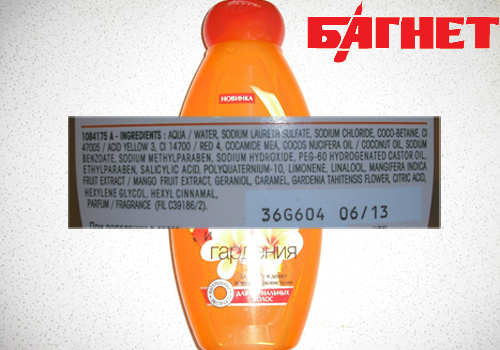 БАГНЕТ
НОВИНКА
1084175 A - INGREDIENTS : AQUA / WATER, SODIUM LAURETH SULFATE, SODIUM CHLORIDE, COCO-BETAINE, CI
47005 / ACID YELLOW 3, CI 14700 / RED 4, COCAMIDE MEA, COCOS NUCIFERA OIL / COCONUT OIL, SODIUM
BENZOATE, SODIUM METHYLPARABEN, SODIUM HYDROXIDE, PEG-60 HYDROGENATED CASTOR OIL,
ETHYLPARABEN, SALICYLIC ACID, POLYQUATERNIUM-10, LIMONENE, LINALOOL, MANGIFERA INDICA
FRUIT EXTRACT / MANGO FRUIT EXTRACT, GERANIOL, CARAMEL, GARDENIA TAHITENSIS FLOWER, CITRIC ACID,
HEXYLENE GLYCOL, HEXYL CINNAMAL,
PARFUM / FRAGRANCE (FIL C39186/2).
36G604 06/13
гардения
ДЛЯ НОРМАЛЬНЫХ
ВОЛОС